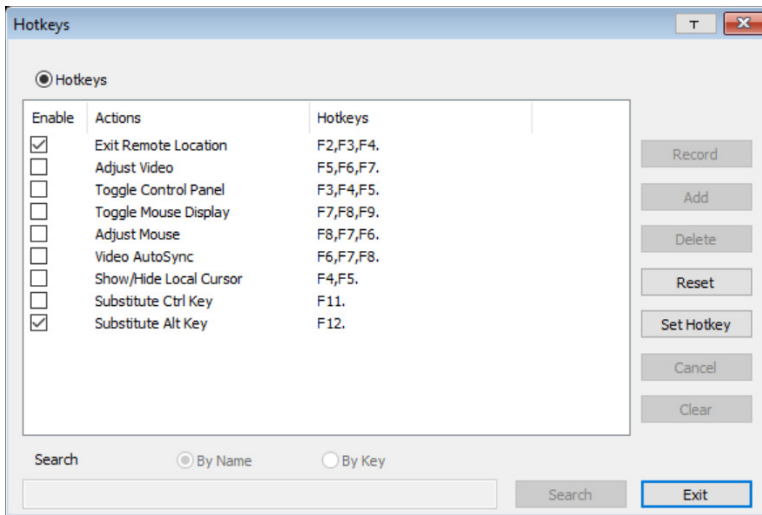 Hotkeys
T
Hotkeys
Enable Actions Hotkeys
Exit Remote Location F2,F3,F4.
Adjust Video F5,F6,F7.
Toggle Control Panel F3,F4,F5.
Toggle Mouse Display F7,F8,F9.
Adjust Mouse F8,F7,F6.
Video AutoSync F6,F7,F8.
Show/Hide Local Cursor F4,F5.
Substitute Ctrl Key F11.
Substitute Alt Key F12.
Record
Add
Delete
Reset
Set Hotkey
Cancel
Clear
Search By Name By Key
Search Exit